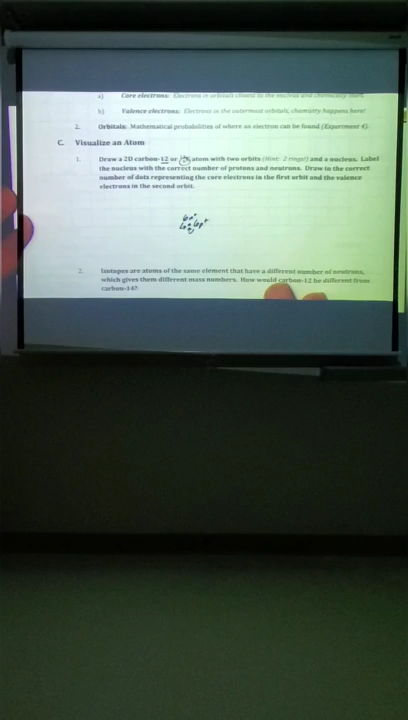 a) Core electrons: Electrons in orbitals closest to the nucleus and chemically inert.
b) Valence electrons: Electrons in the outermost orbitals, chemistry happens here!
2. Orbitals: Mathematical probabilities of where an electron can be found (Experiment 4).
C. Visualize an Atom
1. Draw a 2D carbon-12 or atom with two orbits (Hint: 2 rings!) and a nucleus. Label
the nucleus with the correct number of protons and neutrons. Draw in the correct
number of dots representing the core electrons in the first orbit and the valence
electrons in the second orbit.
2. Isotopes are atoms of the same element that have a different number of neutrons,
which gives them different mass numbers. How would carbon-12 be different from
carbon-14?